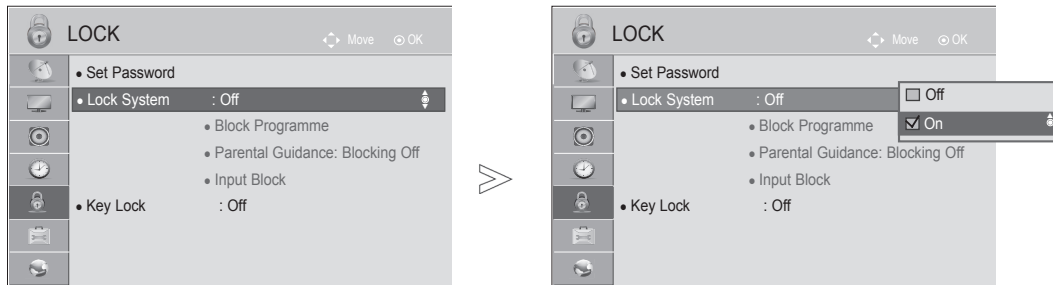 LOCK
Move OK
• Set Password
• Lock System : Off
• Block Programme
• Parental Guidance: Blocking Off
• Input Block
• Key Lock : Off
>
LOCK
Move OK
• Set Password
• Lock System : Off
Off
On
• Block Programme
• Parental Guidance: Blocking Off
• Input Block
• Key Lock : Off